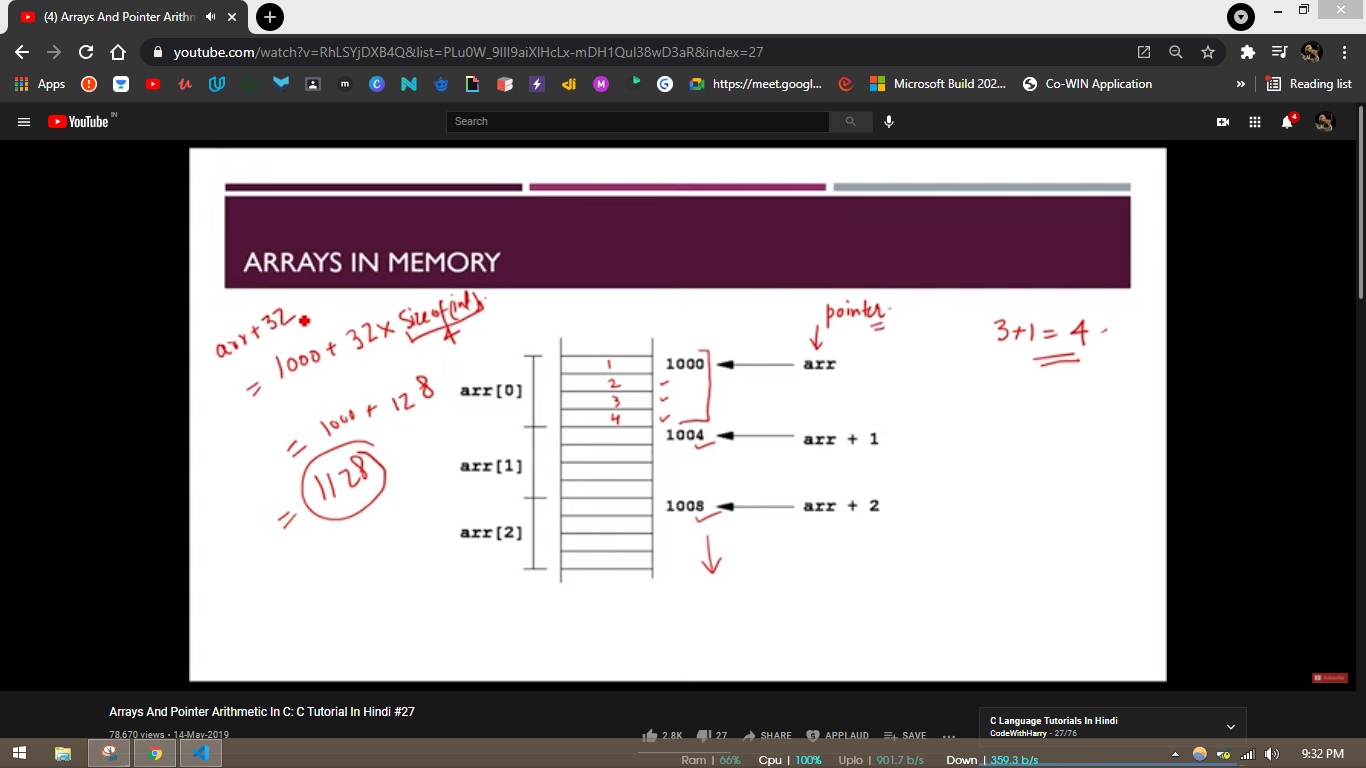 (4) Arrays And Pointer Arithm
youtube.com/watch?v=RhLSYjDXB4Q&list=PLu0W_9lII9aiXlHcLx-mDH1QuI38wD3aR&index=27
Apps
https://meet.googl...
Microsoft Build 202...
Co-WIN Application
»
Reading list
YouTube IN
Search
4
ARRAYS IN MEMORY
arr+32
= 1000 + 32 × size of (int)
4
= 1000 + 128
= 1128
pointer
3+1 = 4
arr[0]
1
2
3
4
1000
arr
1004
arr + 1
arr[1]
1008
arr + 2
arr[2]
Subscribe
Arrays And Pointer Arithmetic In C: C Tutorial In Hindi #27
78,670 views • 14-May-2019
2.8K
27
SHARE
APPLAUD
SAVE
C Language Tutorials In Hindi
CodeWithHarry - 27/76
Ram | 66% Cpu | 100% Uplo | 901.7 b/s Down | 359.3 b/s
9:32 PM